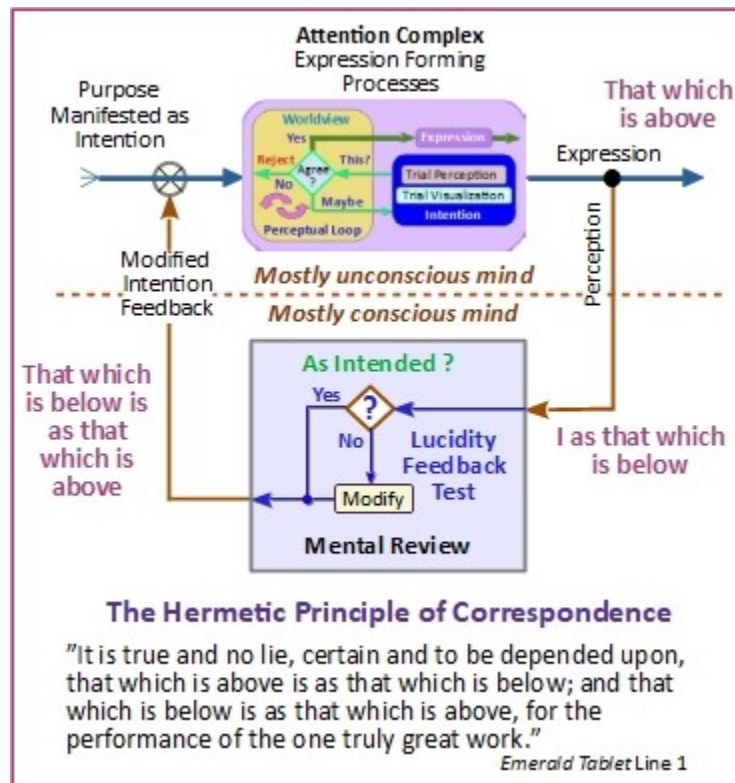 Attention Complex
Expression Forming
Processes
Purpose
Manifested as
Intention
That which
is above
Worldview
Yes
Expression
Reject
Agree
?
This?
No
Maybe
Perceptual Loop
Trial Perception
Trial Visualization
Intention
Expression
Perception
Modified
Intention
Feedback
Mostly unconscious mind
Mostly conscious mind
That which
is below is
as that
which is
above
As Intended ?
Yes
?
No
Lucidity
Feedback
Test
Modify
Mental Review
I as that which
is below
The Hermetic Principle of Correspondence
"It is true and no lie, certain and to be depended upon,
that which is above is as that which is below; and that
which is below is as that which is above, for the
performance of the one truly great work."
Emerald Tablet Line 1